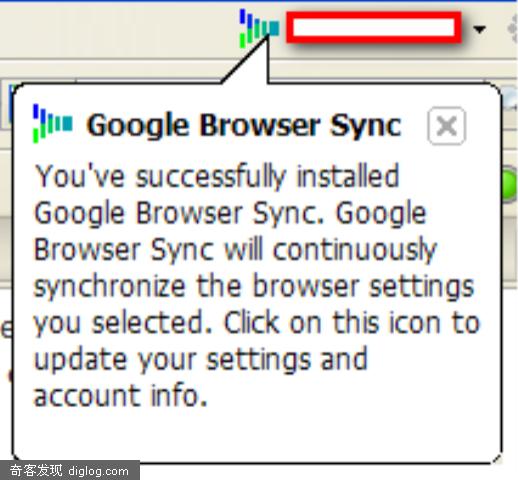 Google Browser Sync
You've successfully installed
Google Browser Sync. Google
Browser Sync will continuously
synchronize the browser settings
you selected. Click on this icon to
update your settings and
account info.
奇客发现 diglog.com